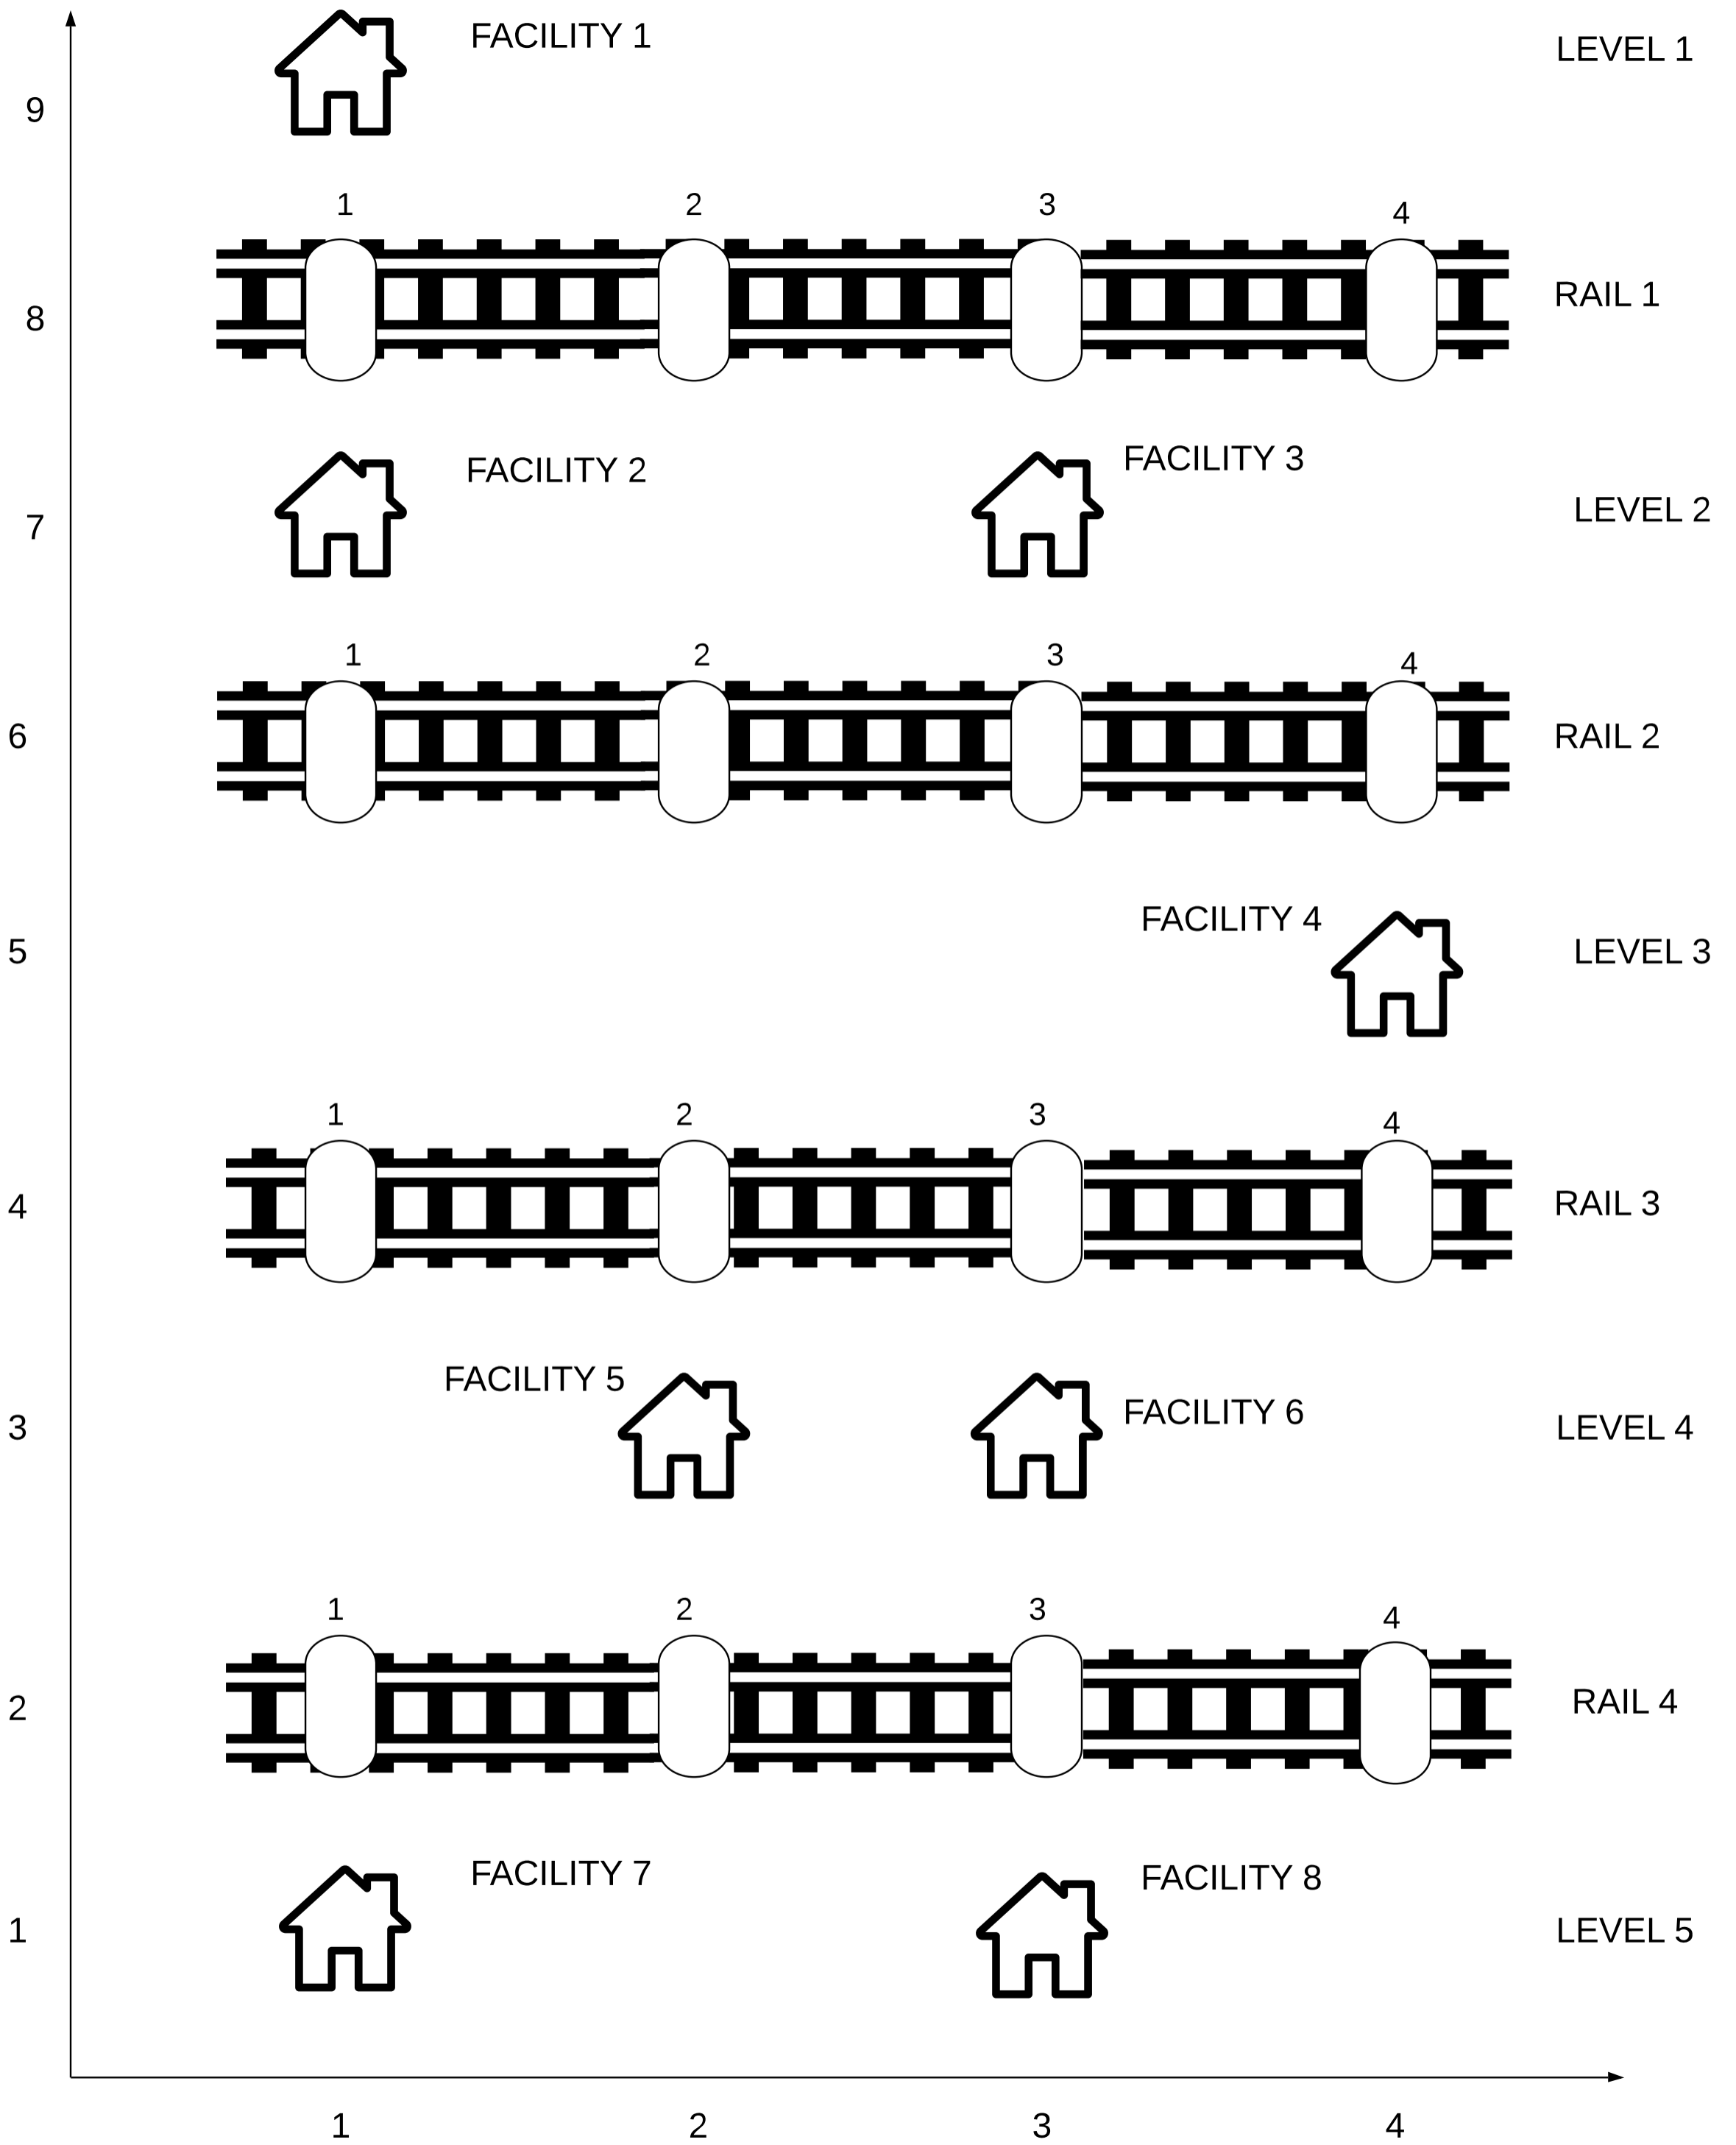 FACILITY 1
LEVEL 1
9
1
2
3
4
8
RAIL 1
FACILITY 2
FACILITY 3
LEVEL 2
7
1
2
3
4
6
RAIL 2
FACILITY 4
5
LEVEL 3
1
2
3
4
4
RAIL 3
FACILITY 5
FACILITY 6
3
LEVEL 4
1
2
3
4
2
RAIL 4
FACILITY 7
FACILITY 8
1
LEVEL 5
1
2
3
4